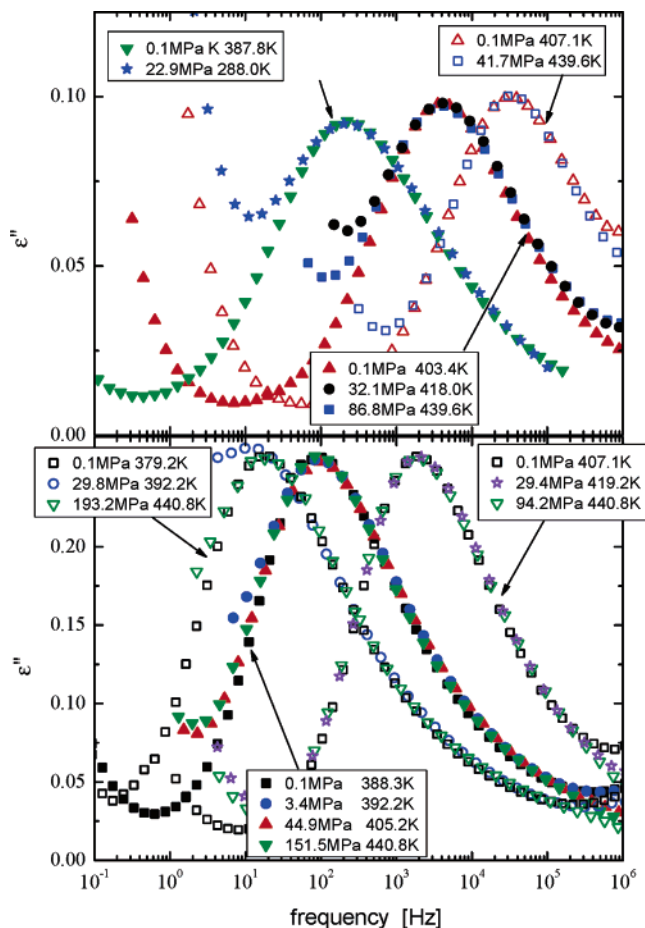 0.1MPa K 387.8K
22.9MPa 288.0K
0.1MPa 407.1K
41.7MPa 439.6K
0.10
ε"
0.05
0.1MPa 403.4K
32.1MPa 418.0K
86.8MPa 439.6K
0.00
0.1MPa 379.2K
29.8MPa 392.2K
193.2MPa 440.8K
0.1MPa 407.1K
29.4MPa 419.2K
94.2MPa 440.8K
0.20
0.15
ε"
0.10
0.05
0.1MPa 388.3K
3.4MPa 392.2K
44.9MPa 405.2K
151.5MPa 440.8K
0.00
10⁻¹ 10⁰ 10¹ 10² 10³ 10⁴ 10⁵ 10⁶
frequency [Hz]